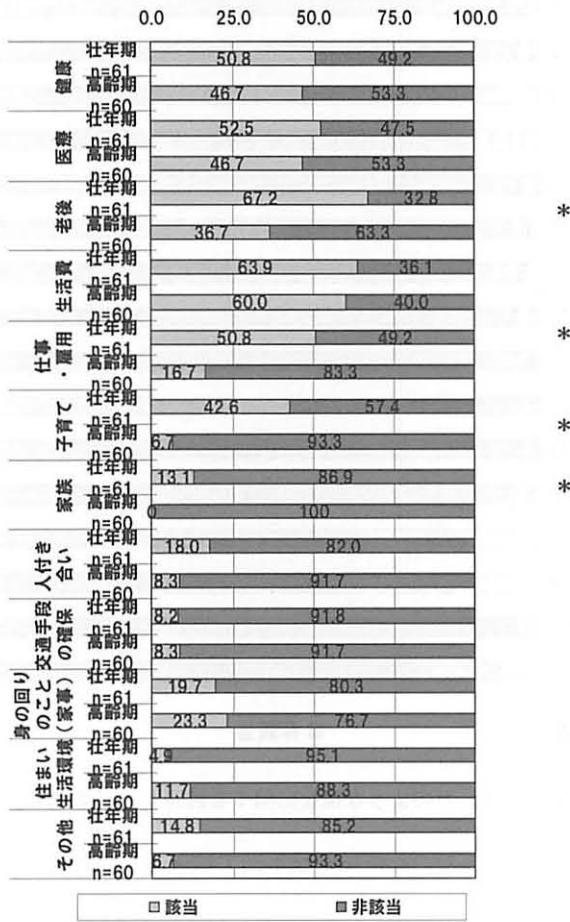 0.0 25.0 50.0 75.0 100.0
健康
壮年期 n=61 50.8 49.2
高齢期 n=60 46.7 53.3
医療
壮年期 n=61 52.5 47.5
高齢期 n=60 46.7 53.3
老後
壮年期 n=61 67.2 32.8 *
高齢期 n=60 36.7 63.3
生活費
壮年期 n=61 63.9 36.1
高齢期 n=60 60.0 40.0
仕事・雇用
壮年期 n=61 50.8 49.2 *
高齢期 n=60 16.7 83.3
子育て
壮年期 n=61 42.6 57.4 *
高齢期 n=60 6.7 93.3
家族
壮年期 n=61 13.1 86.9 *
高齢期 n=60 0 100
人付き合い
壮年期 n=61 18.0 82.0
高齢期 n=60 8.3 91.7
交通手段の確保
壮年期 n=61 8.2 91.8
高齢期 n=60 8.3 91.7
身の回りのこと(家事)
壮年期 n=61 19.7 80.3
高齢期 n=60 23.3 76.7
住まい生活環境
壮年期 n=61 4.9 95.1
高齢期 n=60 11.7 88.3
その他
壮年期 n=61 14.8 85.2
高齢期 n=60 6.7 93.3
該当 非該当